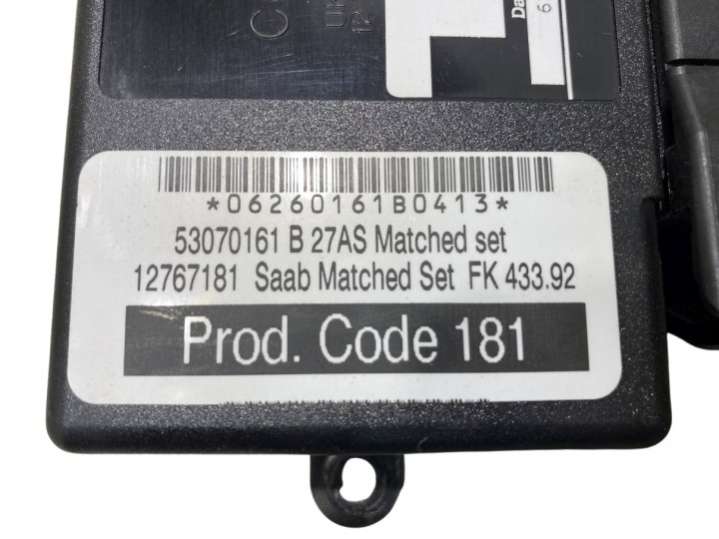 *06260161B0413*
53070161 B 27AS Matched set
12767181 Saab Matched Set FK 433.92
Prod. Code 181